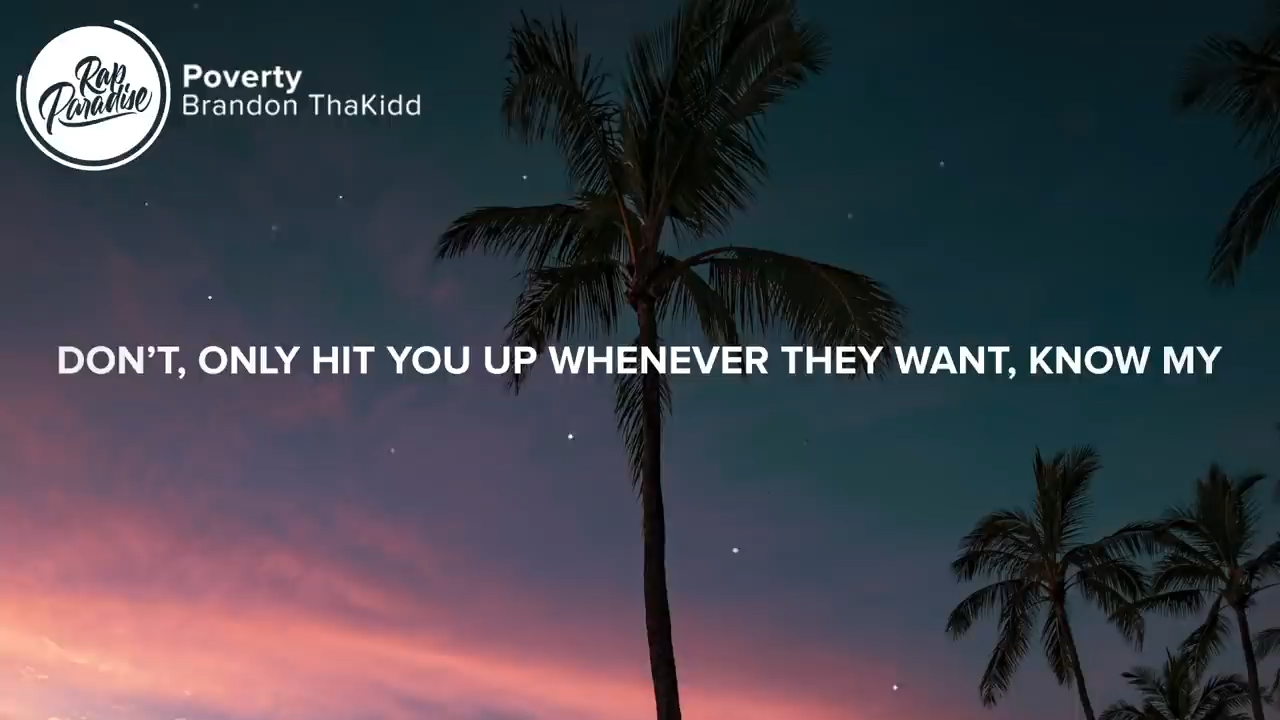 Rap
Paradise
Poverty
Brandon ThaKidd
DON’T, ONLY HIT YOU UP WHENEVER THEY WANT, KNOW MY